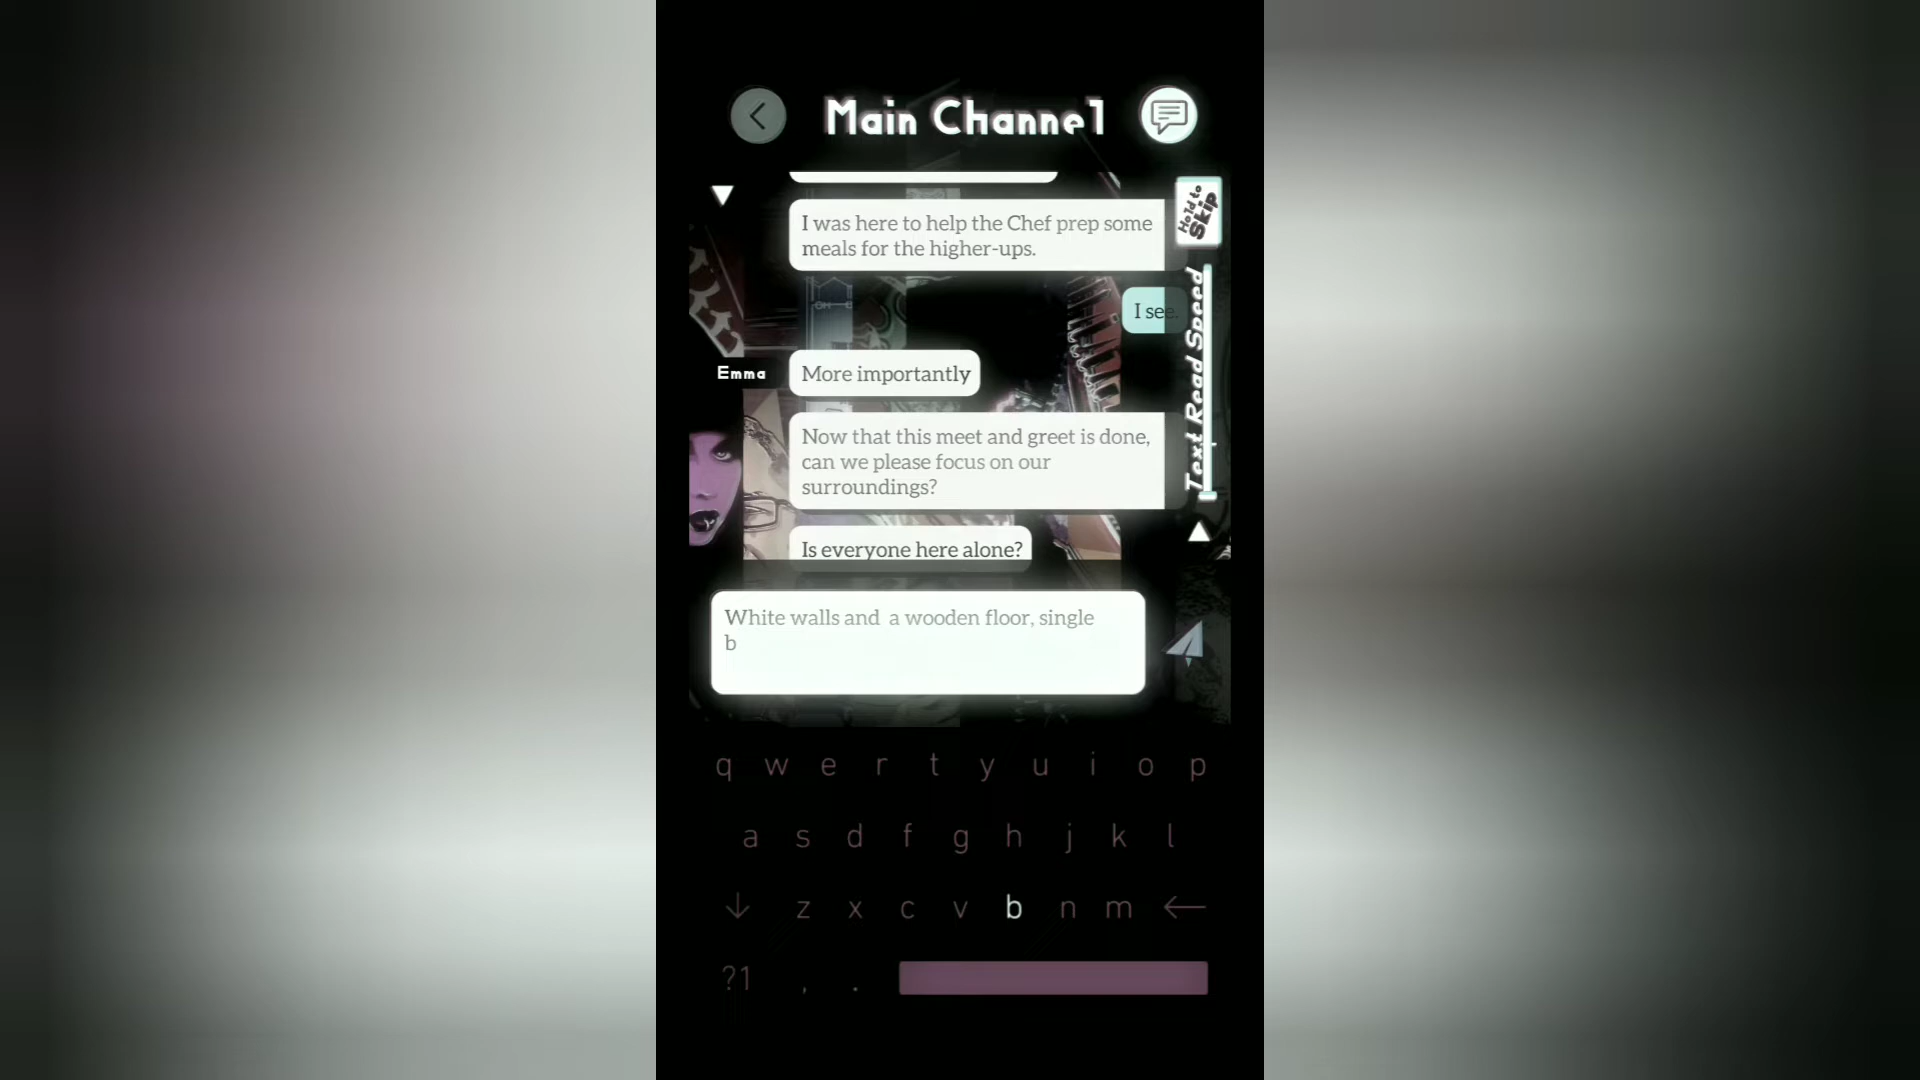 Main Channel
Hold to
Skip
I was here to help the Chef prep some
meals for the higher-ups.
I see.
Text Read Speed
Emma
More importantly
Now that this meet and greet is done,
can we please focus on our
surroundings?
Is everyone here alone?
White walls and  a wooden floor, single
b
q w e r t y u i o p
a s d f g h j k l
z x c v b n m
?1 , .